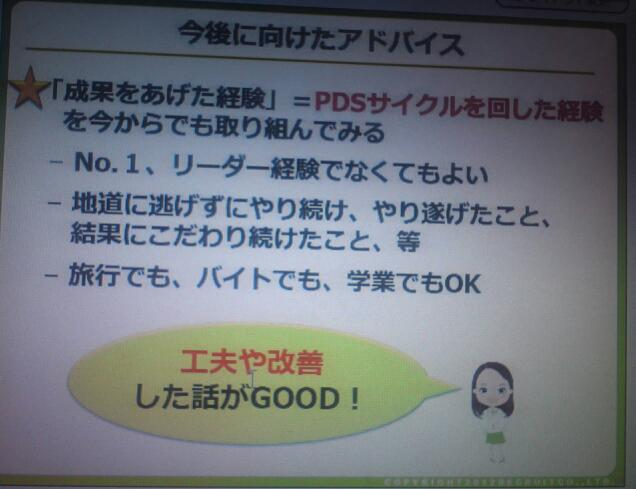 今後に向けたアドバイス
「成果をあげた経験」＝PDSサイクルを回した経験
を今からでも取り組んでみる
– No.１、リーダー経験でなくてもよい
– 地道に逃げずにやり続け、やり遂げたこと、
結果にこだわり続けたこと、等
– 旅行でも、バイトでも、学業でもOK
工夫や改善
した話がGOOD！
COPYRIGHT2012RECRUITCO.,LTD.